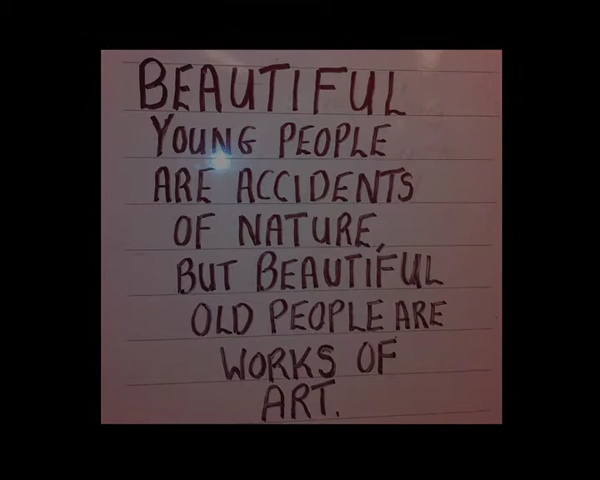 BEAUTIFUL
YOUNG PEOPLE
ARE ACCIDENTS
OF NATURE,
BUT BEAUTIFUL
OLD PEOPLE ARE
WORKS OF
ART.